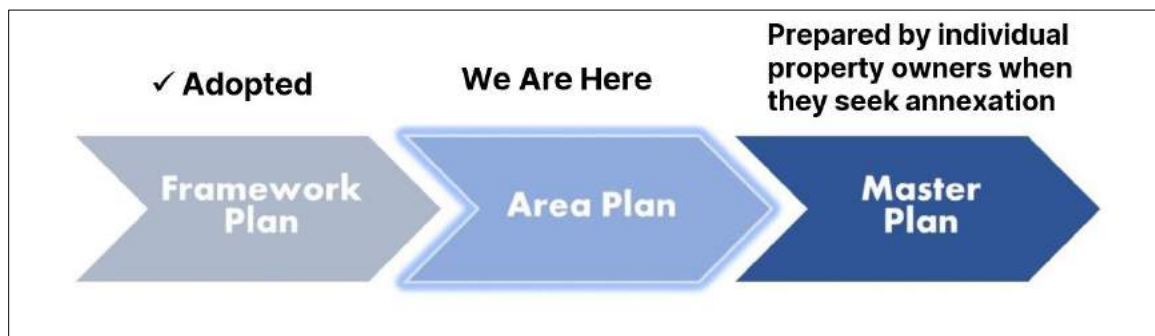 ✓ Adopted
We Are Here
Prepared by individual
property owners when
they seek annexation
Framework
Plan
Area Plan
Master
Plan